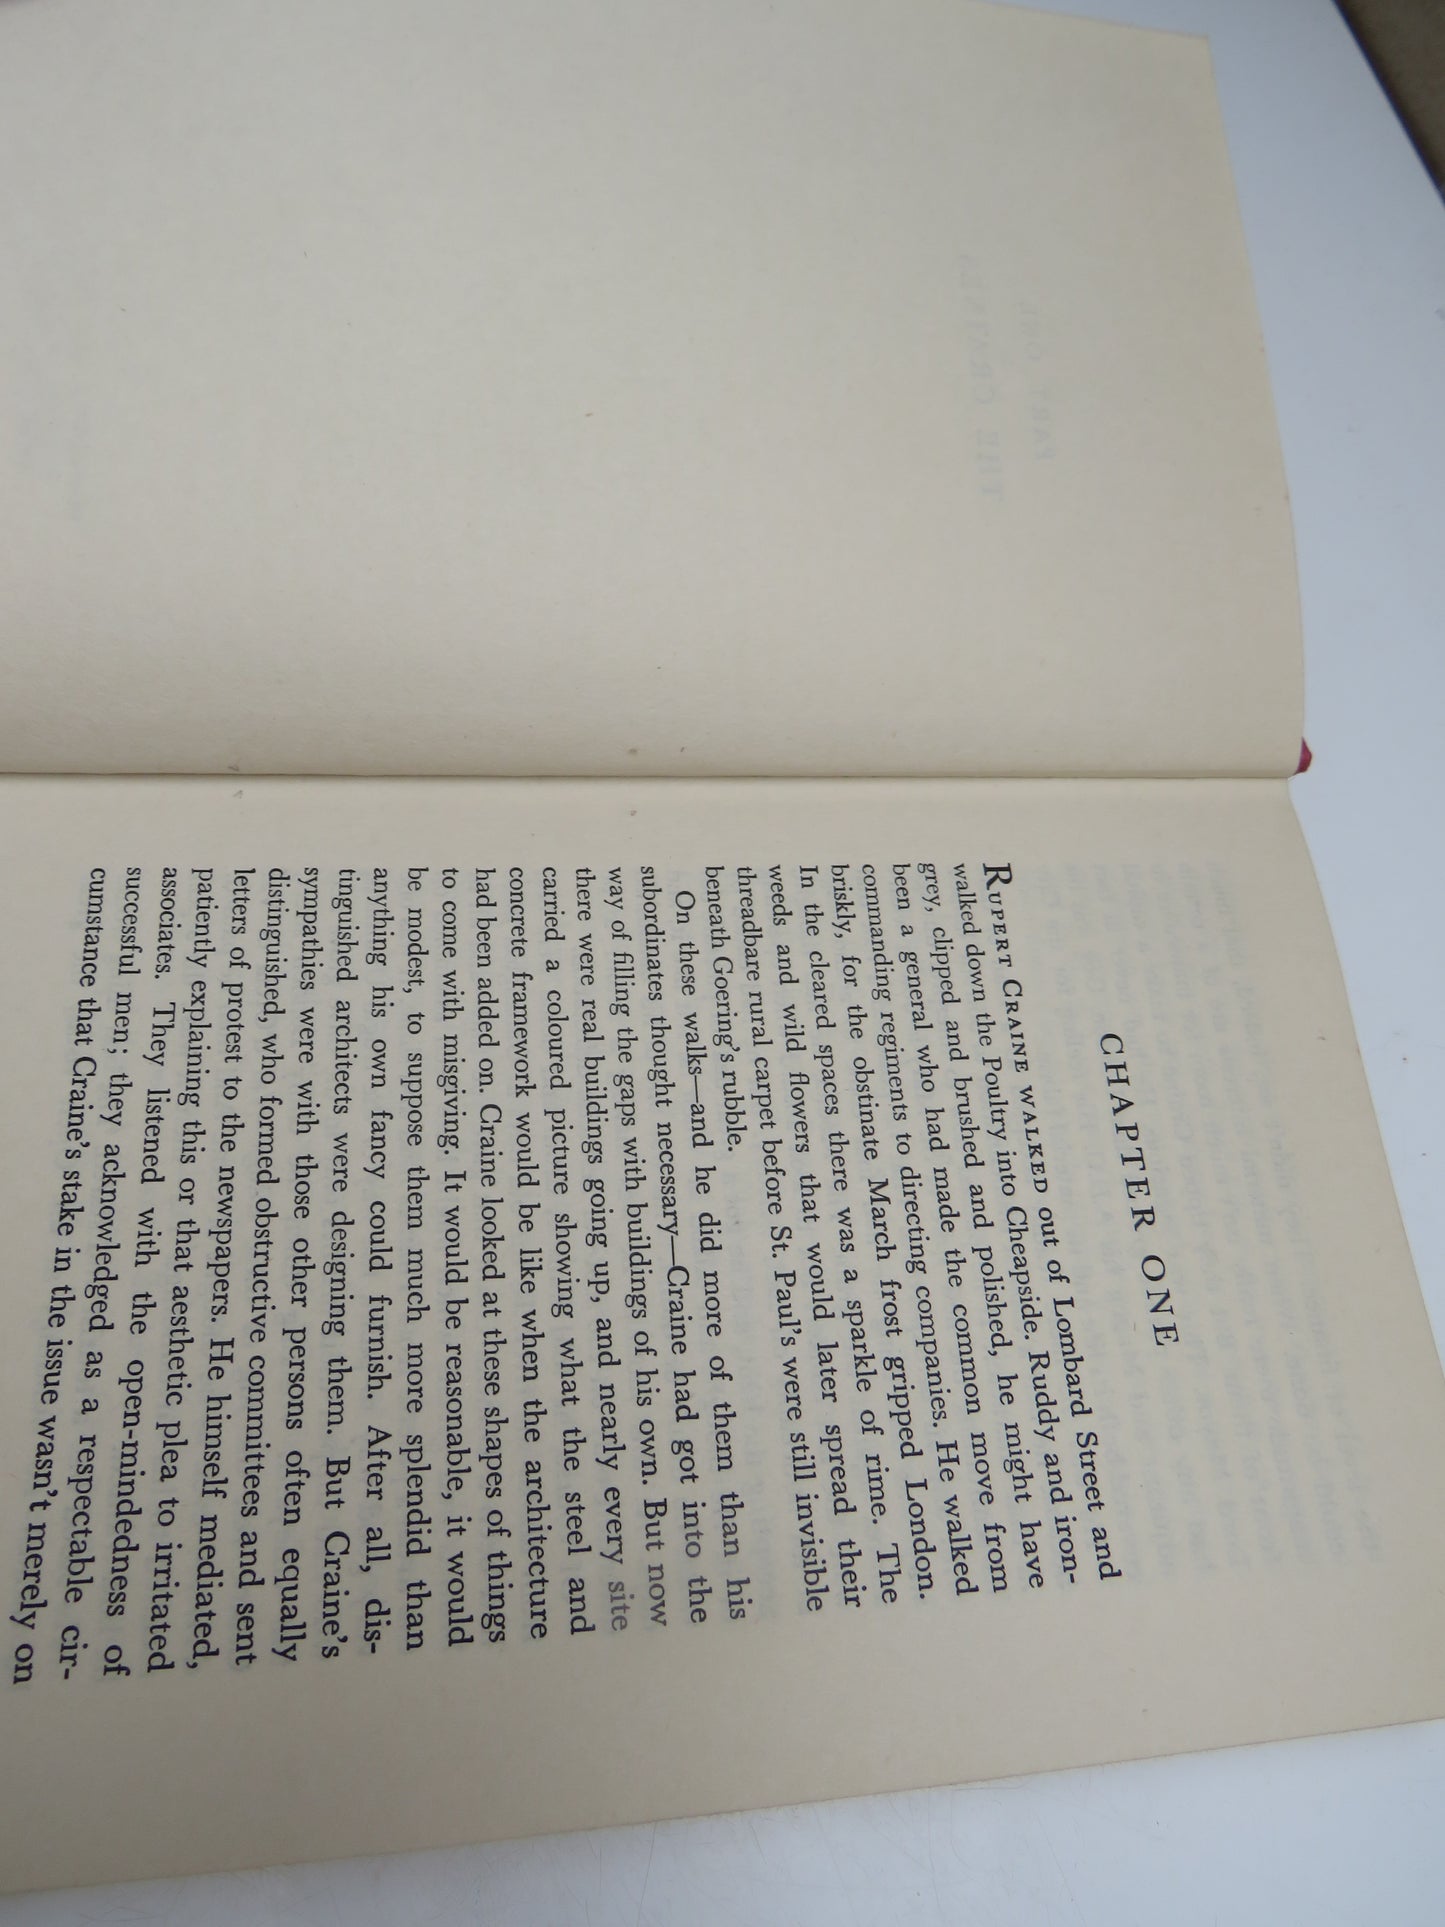 PART ONE
THE CRAINES
CHAPTER ONE
RUPERT CRAINE WALKED out of Lombard Street and
walked down the Poultry into Cheapside. Ruddy and iron-
grey, clipped and brushed and polished, he might have
been a general who had made the common move from
commanding regiments to directing companies. He walked
briskly, for the obstinate March frost gripped London.
In the cleared spaces there was a sparkle of rime. The
weeds and wild flowers that would later spread their
threadbare rural carpet before St. Paul's were still invisible
beneath Goering's rubble.
On these walks—and he did more of them than his
subordinates thought necessary—Craine had got into the
way of filling the gaps with buildings of his own. But now
there were real buildings going up, and nearly every site
carried a coloured picture showing what the steel and
concrete framework would be like when the architecture
had been added on. Craine looked at these shapes of things
to come with misgiving. It would be reasonable, it would
be modest, to suppose them much more splendid than
anything his own fancy could furnish. After all, dis-
tinguished architects were designing them. But Craine's
sympathies were with those other persons often equally
distinguished, who formed obstructive committees and sent
letters of protest to the newspapers. He himself mediated,
patiently explaining this or that aesthetic plea to irritated
associates. They listened with the open-mindedness of
successful men; they acknowledged as a respectable cir-
cumstance that Craine's stake in the issue wasn't merely on